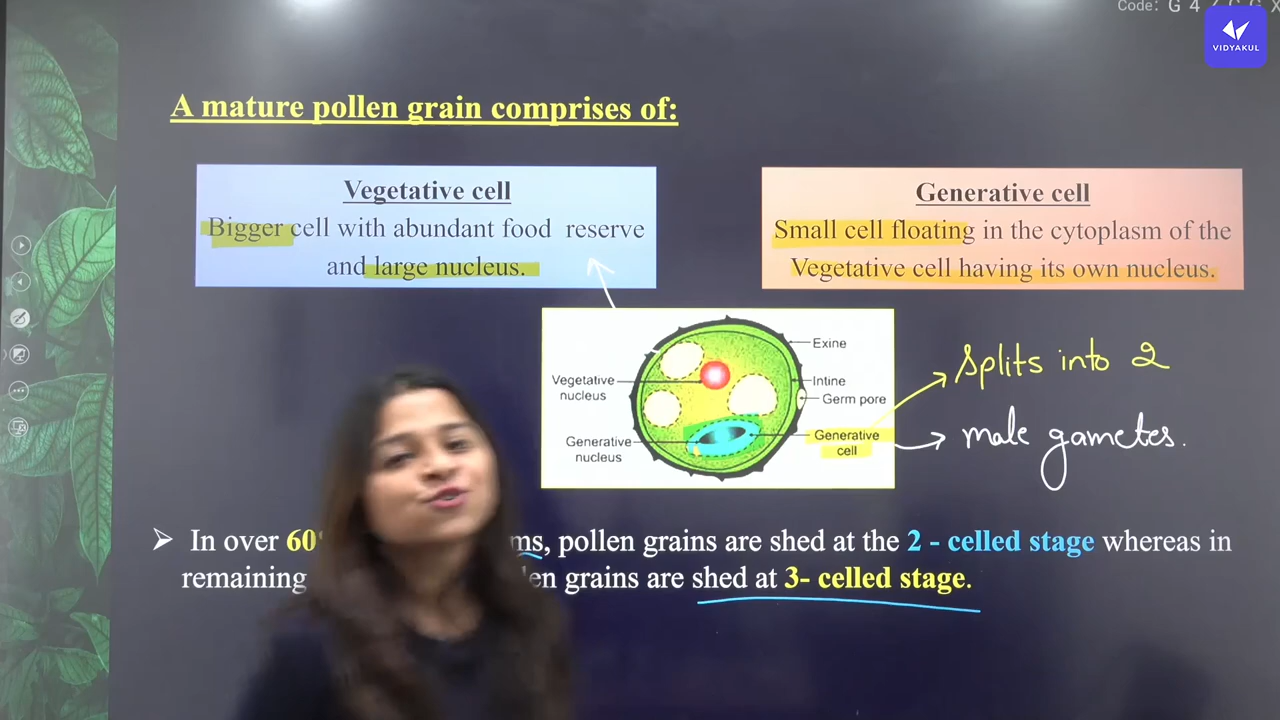 Code: G 4
VIDYAKUL
A mature pollen grain comprises of:
Vegetative cell
Bigger cell with abundant food reserve
and large nucleus.
Generative cell
Small cell floating in the cytoplasm of the
Vegetative cell having its own nucleus.
Exine
Vegetative
nucleus
Intine
Germ pore
Generative
nucleus
Generative
cell
Splits into 2
male gametes.
In over 60 ms, pollen grains are shed at the 2 - celled stage whereas in
remaining grains are shed at 3- celled stage.